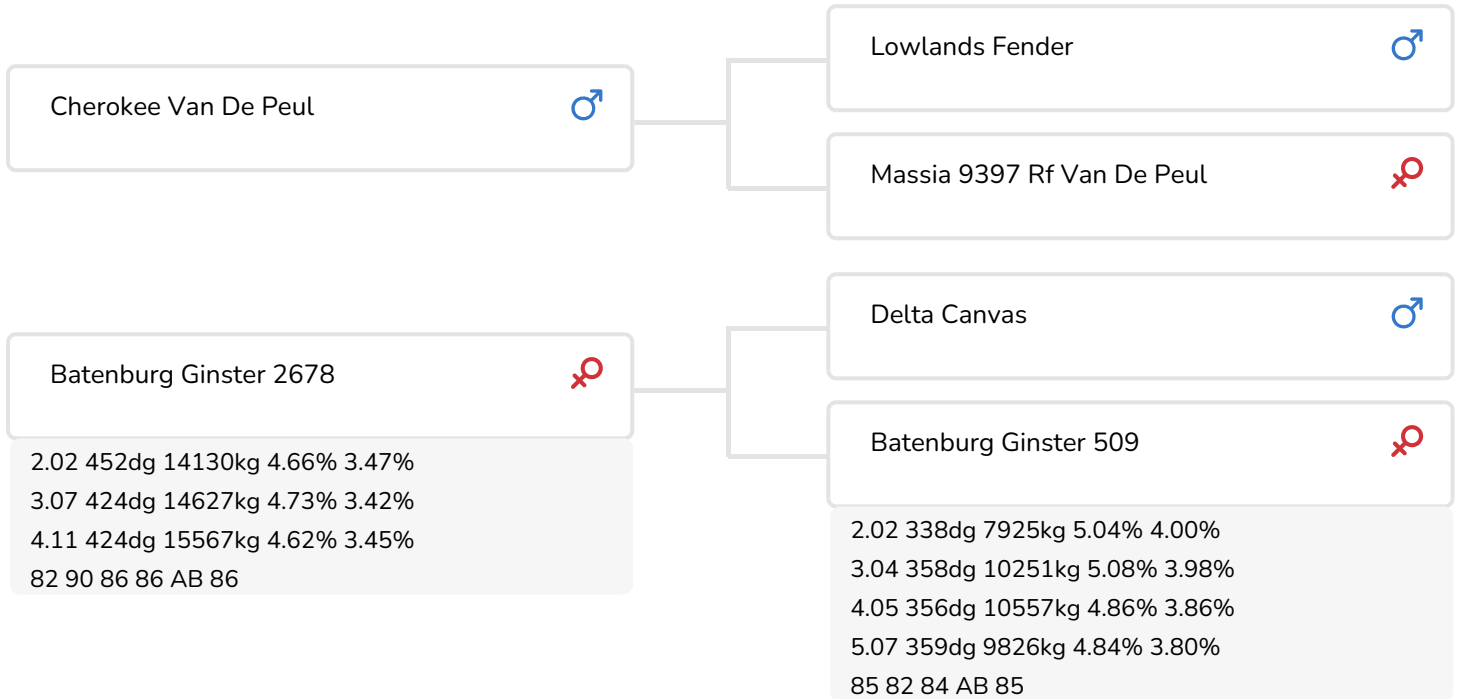 Cherokee Van De Peul
Lowlands Fender
Massia 9397 Rf Van De Peul
Batenburg Ginster 2678
2.02 452dg 14130kg 4.66% 3.47%
3.07 424dg 14627kg 4.73% 3.42%
4.11 424dg 15567kg 4.62% 3.45%
82 90 86 86 AB 86
Delta Canvas
Batenburg Ginster 509
2.02 338dg 7925kg 5.04% 4.00%
3.04 358dg 10251kg 5.08% 3.98%
4.05 356dg 10557kg 4.86% 3.86%
5.07 359dg 9826kg 4.84% 3.80%
85 82 84 AB 85